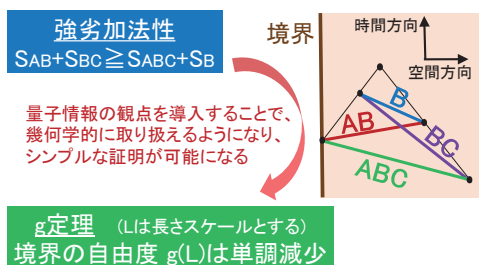 強劣加法性
SAB+SBC≧SABC+SB
量子情報の観点を導入することで、
幾何学的に取り扱えるようになり、
シンプルな証明が可能になる
g定理 (Lは長さスケールとする)
境界の自由度 g(L)は単調減少
境界
時間方向
空間方向
B
AB
BC
ABC